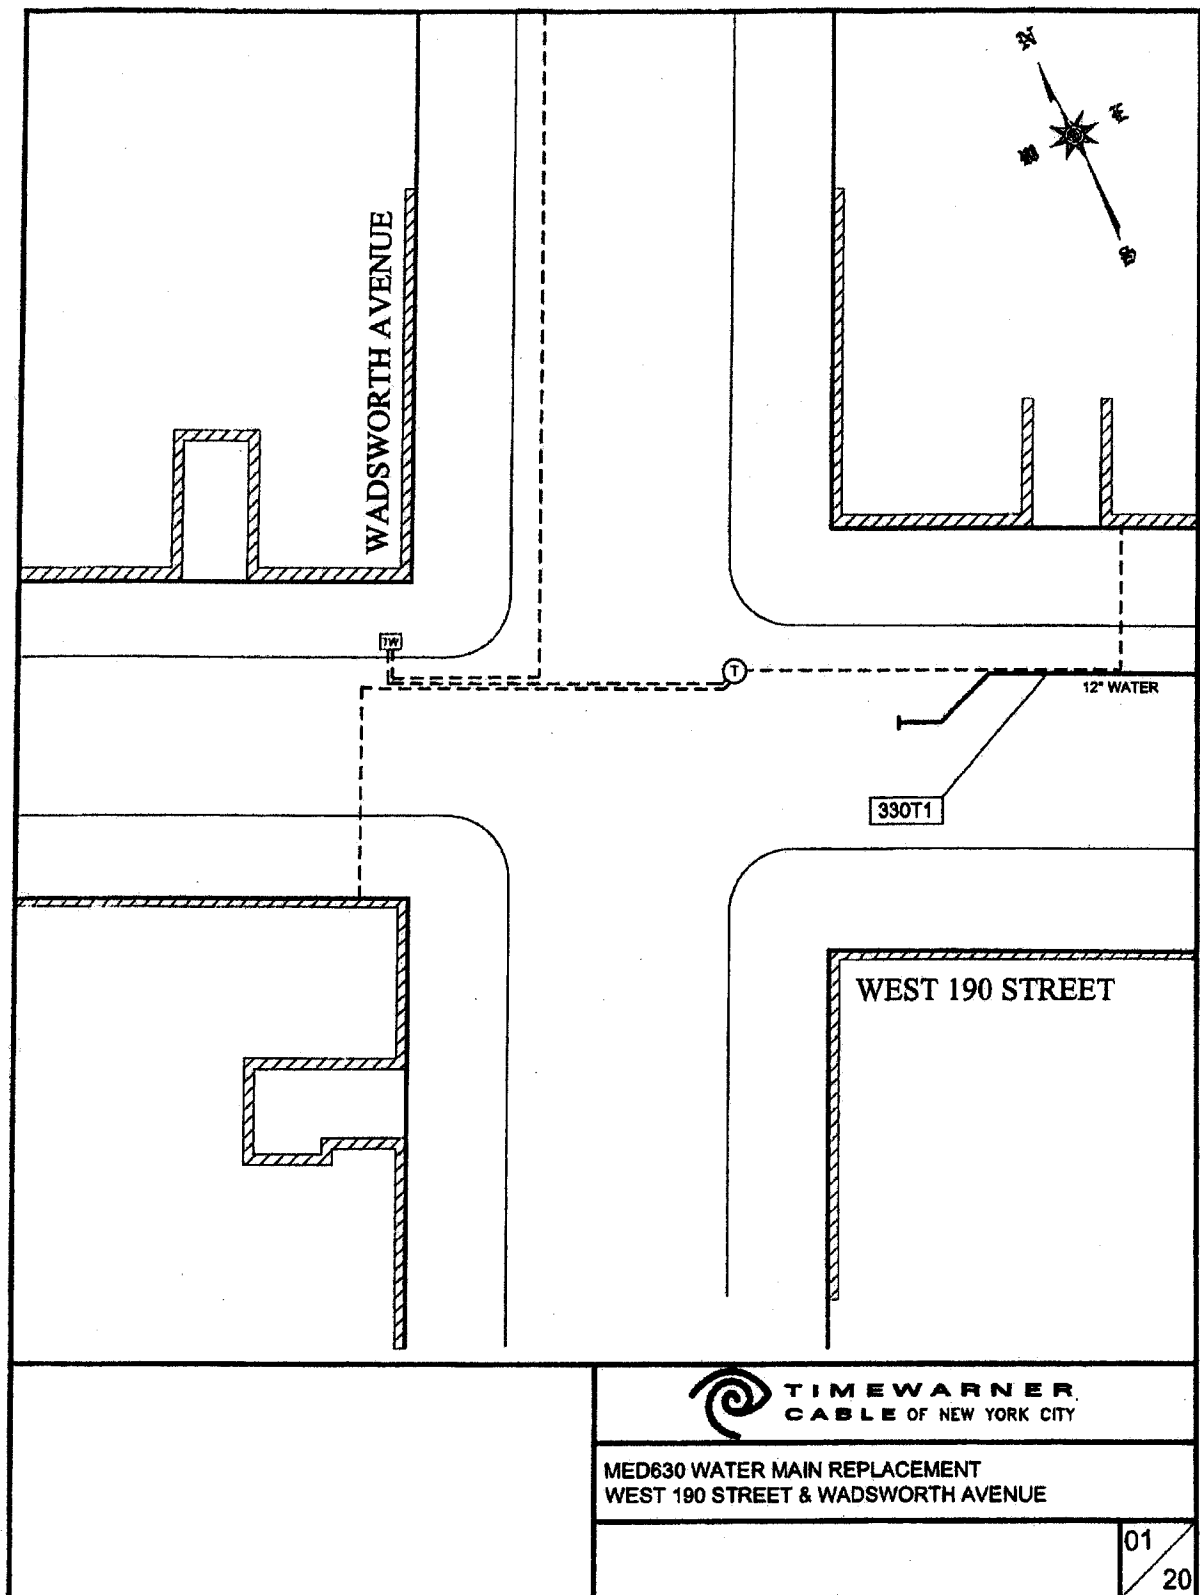 N
E
W
S
WADSWORTH AVENUE
TW
T
12" WATER
330T1
WEST 190 STREET
TIMEWARNER
CABLE OF NEW YORK CITY
MED630 WATER MAIN REPLACEMENT
WEST 190 STREET & WADSWORTH AVENUE
01
20